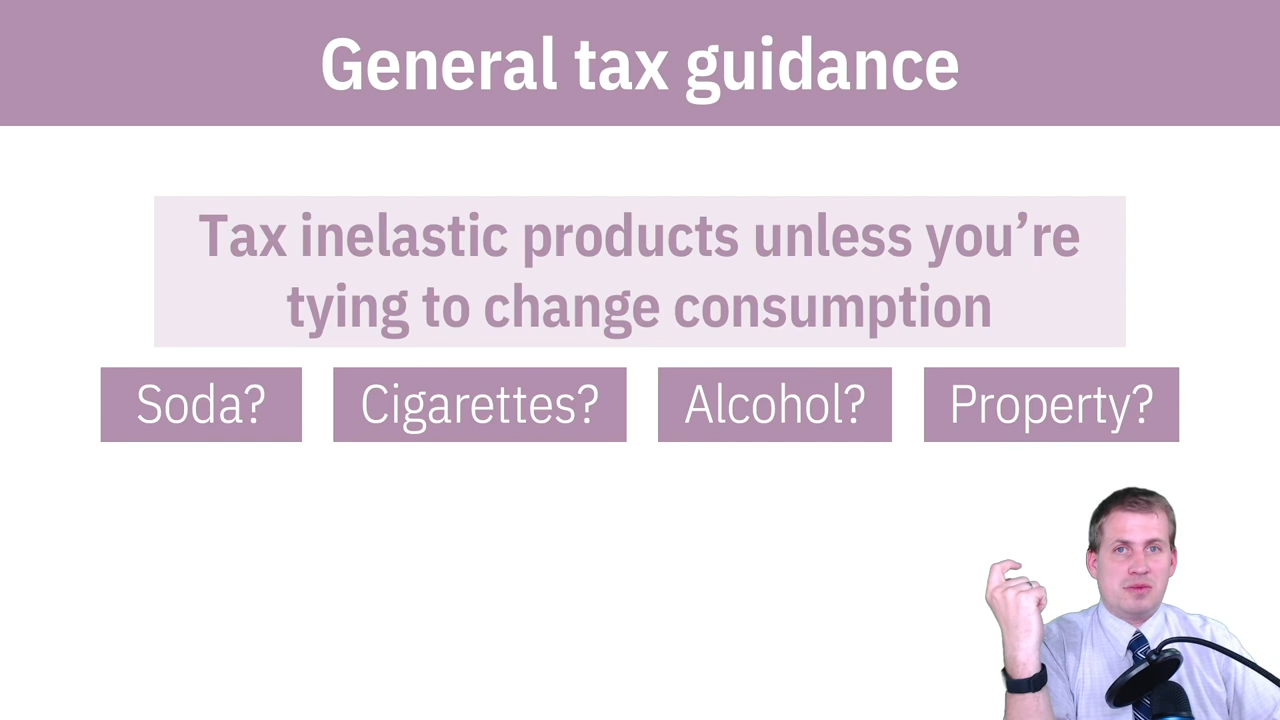 General tax guidance
Tax inelastic products unless you’re
tying to change consumption
Soda?
Cigarettes?
Alcohol?
Property?